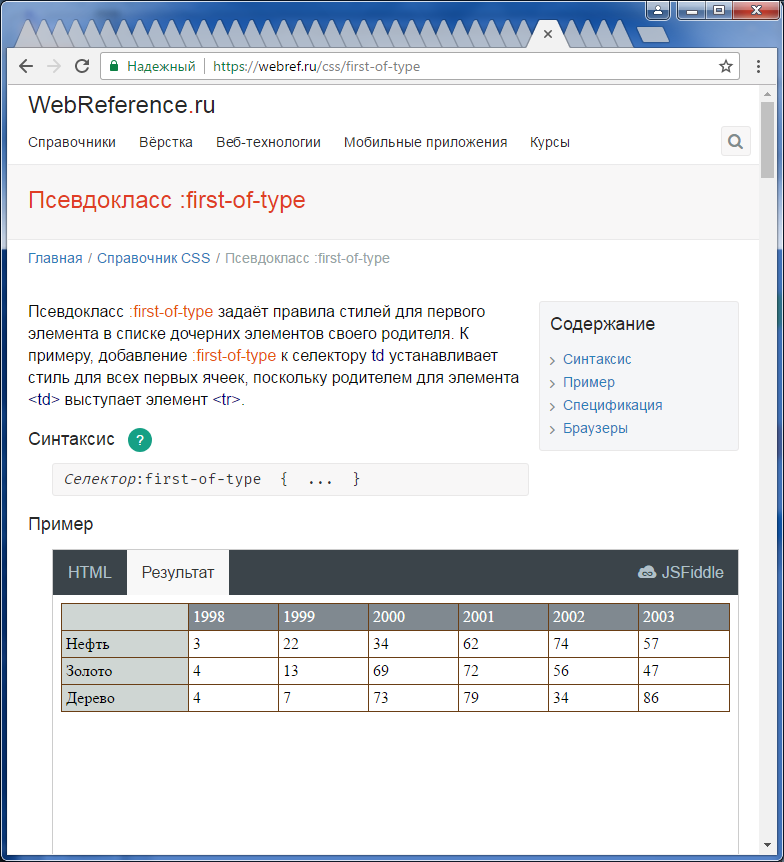 Надежный https://webref.ru/css/first-of-type
WebReference.ru
Справочники Вёрстка Веб-технологии Мобильные приложения Курсы
Псевдокласс :first-of-type
Главная / Справочник CSS / Псевдокласс :first-of-type
Псевдокласс :first-of-type задаёт правила стилей для первого
элемента в списке дочерних элементов своего родителя. К
примеру, добавление :first-of-type к селектору td устанавливает
стиль для всех первых ячеек, поскольку родителем для элемента
<td> выступает элемент <tr>.
Содержание
Синтаксис
Пример
Спецификация
Браузеры
Синтаксис ?
Селектор:first-of-type { ... }
Пример
HTML Результат JSFiddle
1998 1999 2000 2001 2002 2003
Нефть 3 22 34 62 74 57
Золото 4 13 69 72 56 47
Дерево 4 7 73 79 34 86